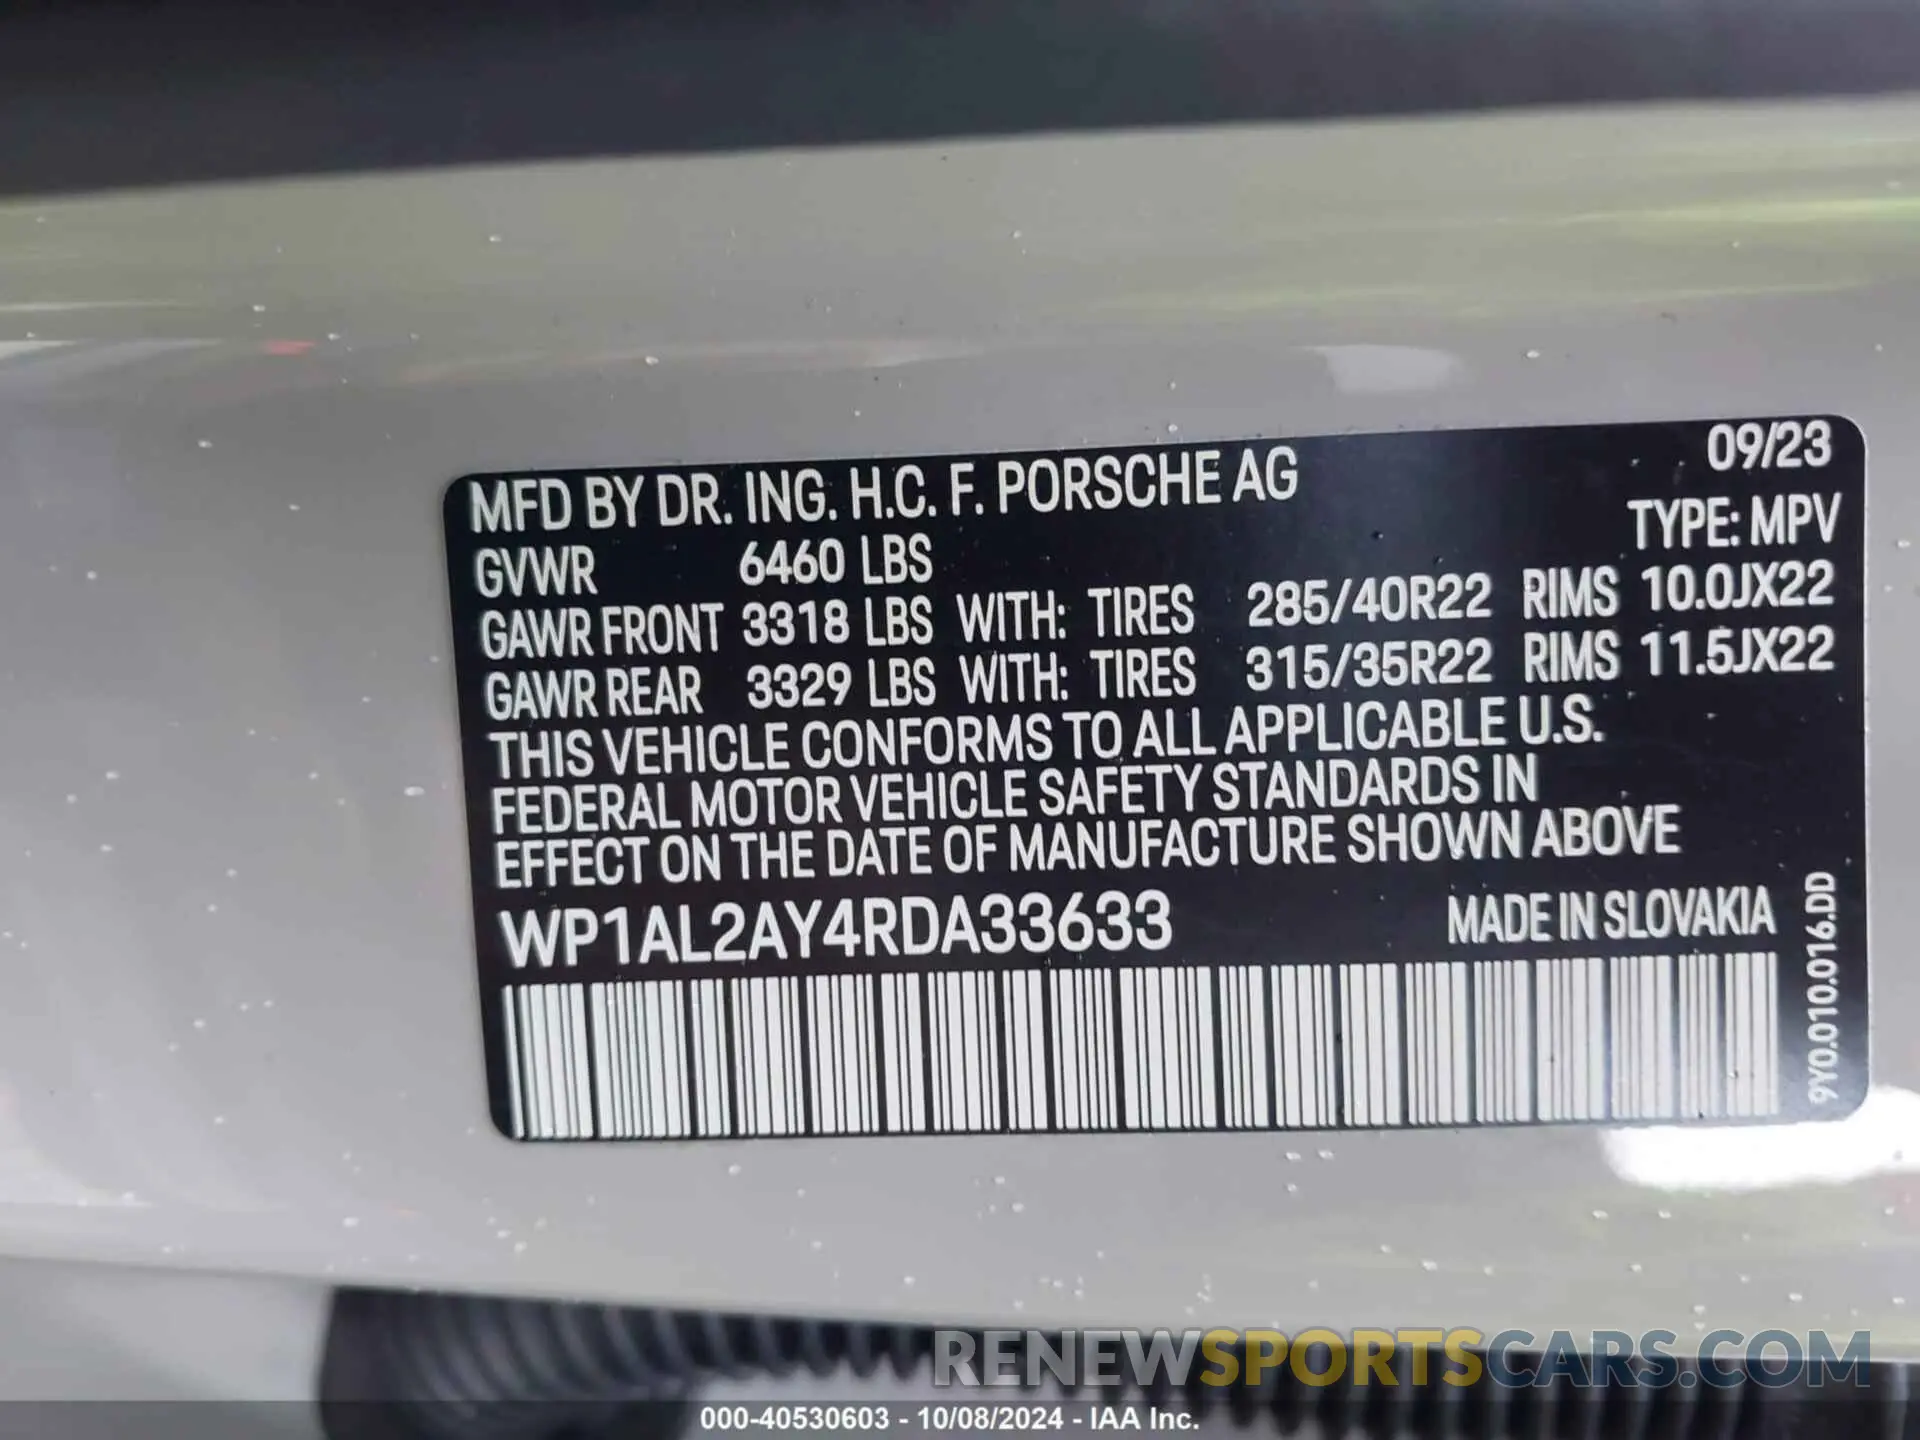 09/23
MFD BY DR. ING. H.C. F. PORSCHE AG
TYPE: MPV
GVWR 6460 LBS
GAWR FRONT 3318 LBS WITH: TIRES 285/40R22 RIMS 10.0JX22
GAWR REAR 3329 LBS WITH: TIRES 315/35R22 RIMS 11.5JX22
THIS VEHICLE CONFORMS TO ALL APPLICABLE U.S.
FEDERAL MOTOR VEHICLE SAFETY STANDARDS IN
EFFECT ON THE DATE OF MANUFACTURE SHOWN ABOVE
WP1AL2AY4RDA33633 MADE IN SLOVAKIA
9Y0.010.016.DD
RENEWSPORTSCARS.COM
000-40530603 - 10/08/2024 - IAA Inc.